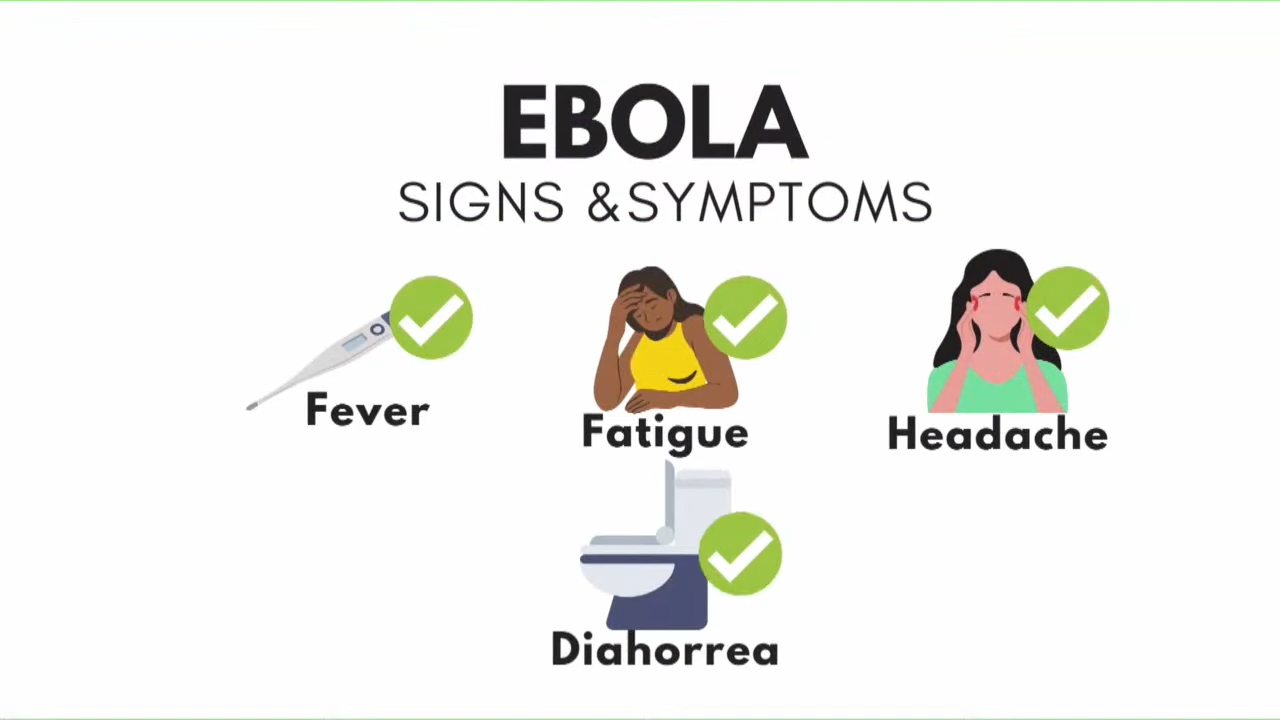 EBOLA
SIGNS &SYMPTOMS
Fever
Fatigue
Headache
Diahorrea